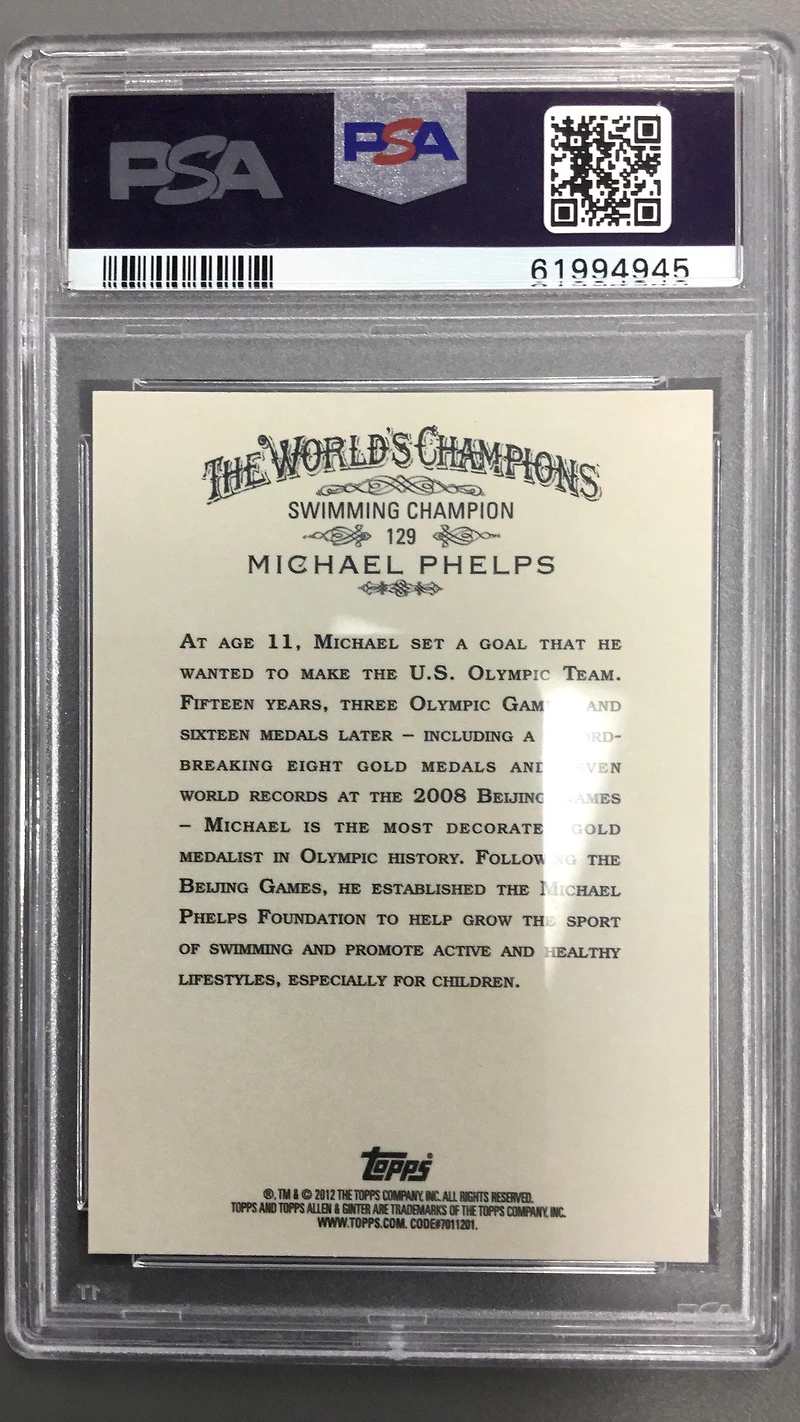 PSA
PSA
61994945
THE WORLD'S CHAMPIONS
SWIMMING CHAMPION
129
MICHAEL PHELPS
AT AGE 11, MICHAEL SET A GOAL THAT HE
WANTED TO MAKE THE U.S. OLYMPIC TEAM.
FIFTEEN YEARS, THREE OLYMPIC AND
SIXTEEN MEDALS LATER – INCLUDING A
BREAKING EIGHT GOLD MEDALS AND
WORLD RECORDS AT THE 2008 BEIJING GAMES
– MICHAEL IS THE MOST DECORATED GOLD
MEDALIST IN OLYMPIC HISTORY. FOLLOWING THE
BEIJING GAMES, HE ESTABLISHED THE MICHAEL
PHELPS FOUNDATION TO HELP GROW THE SPORT
OF SWIMMING AND PROMOTE ACTIVE AND HEALTHY
LIFESTYLES, ESPECIALLY FOR CHILDREN.
Topps
®, TM & © 2012 THE TOPPS COMPANY, INC. ALL RIGHTS RESERVED.
TOPPS AND TOPPS ALLEN & GINTER ARE TRADEMARKS OF THE TOPPS COMPANY, INC.
WWW.TOPPS.COM. CODE#7011201.
PSA